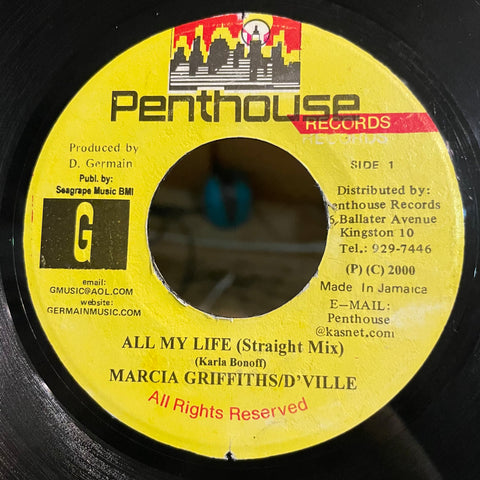 Penthouse
RECORDS
Produced by
D. Germain
Publ. by:
Seagrape Music BMI
G
email:
GMUSIC@AOL.COM
website:
GERMAINMUSIC.COM
SIDE 1
Distributed by:
Penthouse Records
Ballater Avenue
Kingston 10
Tel.: 929-7446
(P) (C) 2000
Made In Jamaica
E-MAIL:
Penthouse
@kasnet.com
ALL MY LIFE (Straight Mix)
(Karla Bonoff)
MARCIA GRIFFITHS/D'VILLE
All Rights Reserved